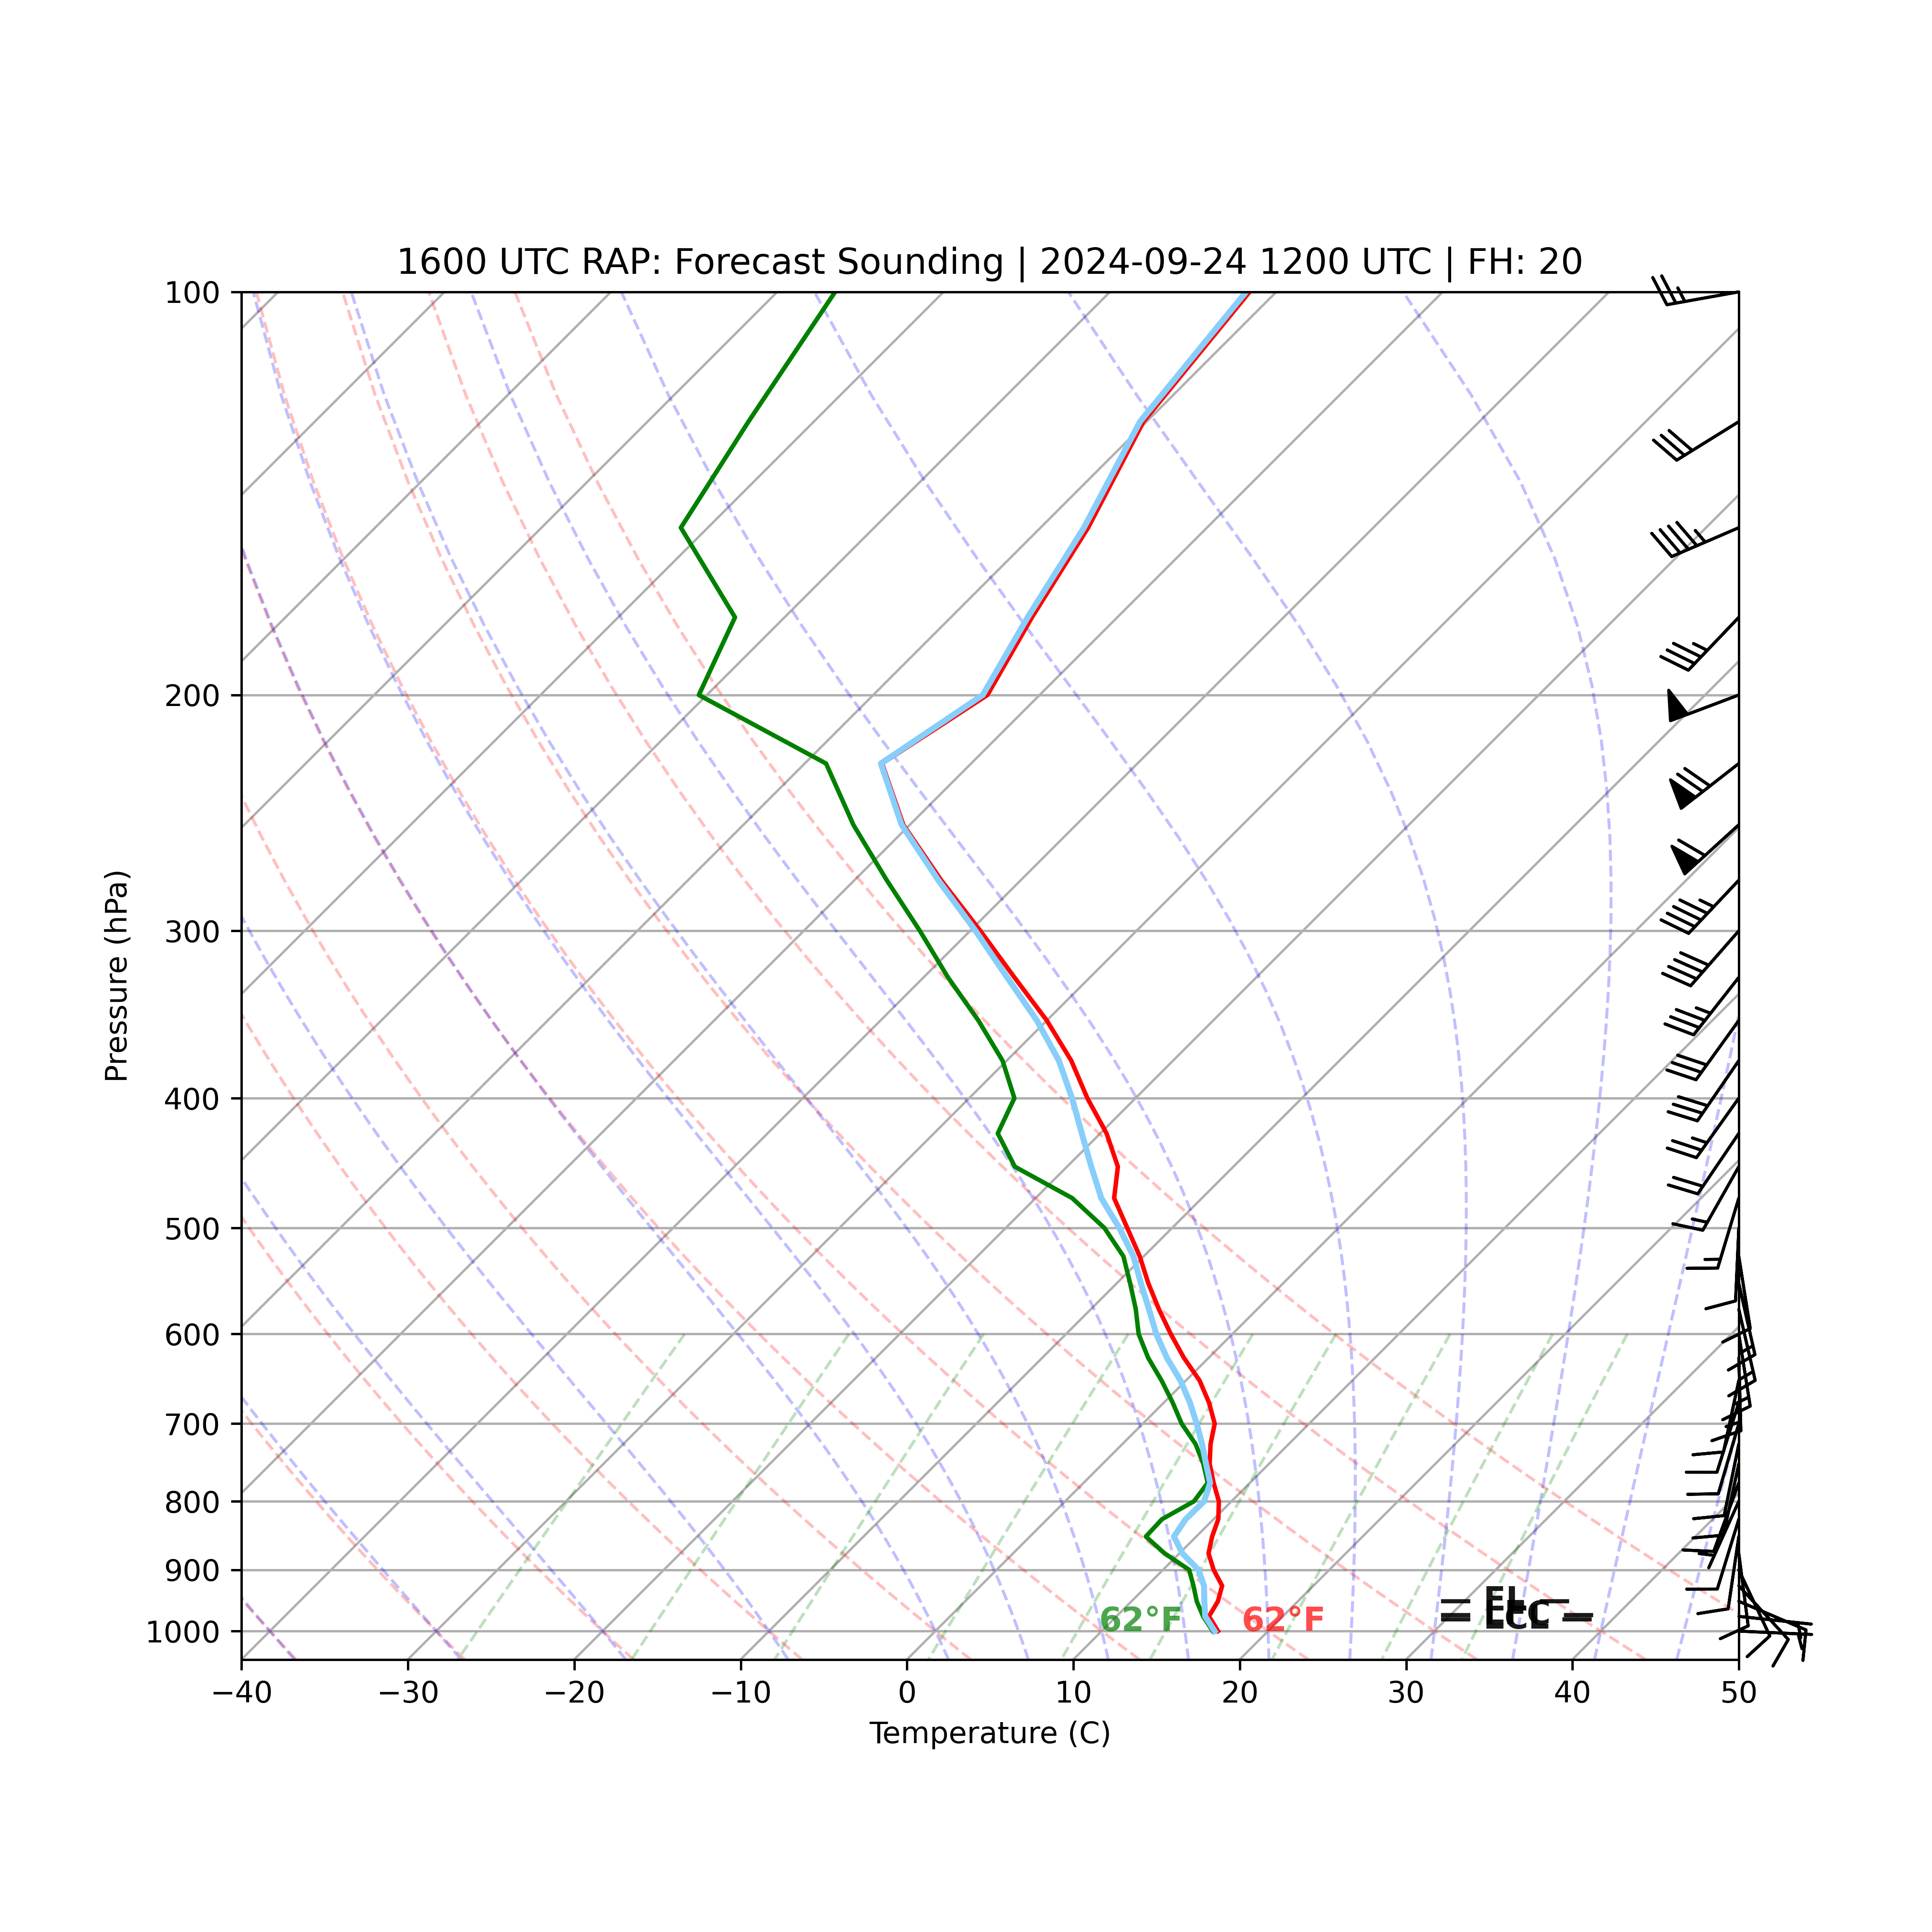 1600 UTC RAP: Forecast Sounding | 2024-09-24 1200 UTC | FH: 20
100
200
300
400
500
600
700
800
900
1000
Pressure (hPa)
62°F 62°F
−40 −30 −20 −10 0 10 20 30 40 50
Temperature (C)